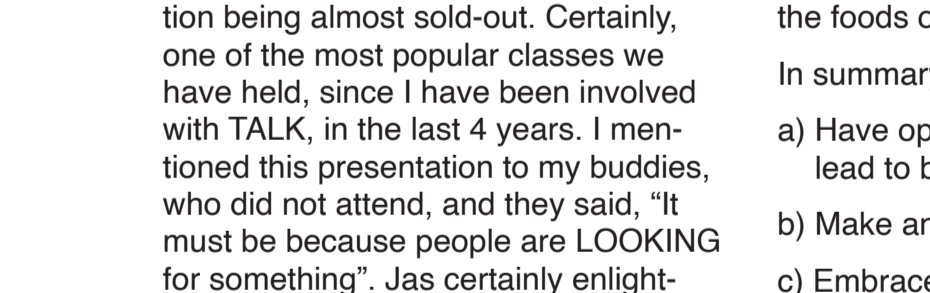 tion being almost sold-out. Certainly,
one of the most popular classes we
have held, since I have been involved
with TALK, in the last 4 years. I men-
tioned this presentation to my buddies,
who did not attend, and they said, “It
must be because people are LOOKING
for something”. Jas certainly enlight-
the foods
In summary
a) Have
lead to
b) Make
c) Embrace